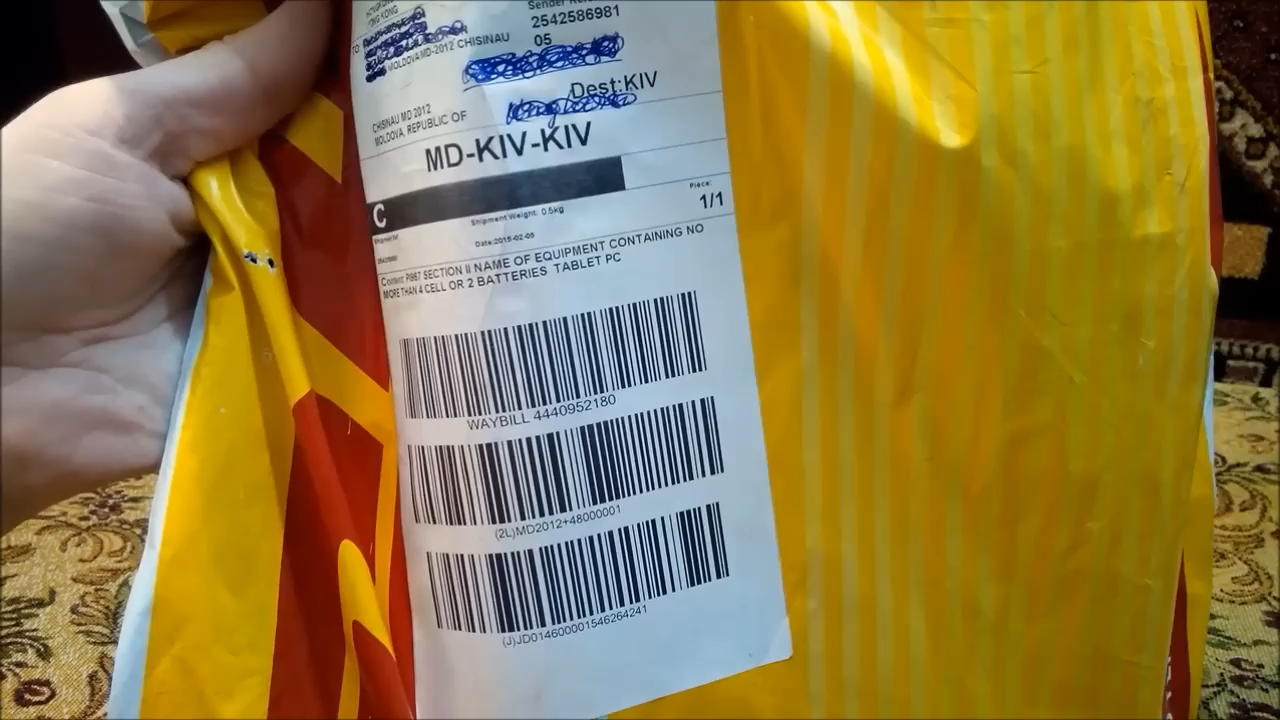 HONG KONG
Sender
2542586981
TO
MOLDOVA MD-2012 CHISINAU
05
Dest:KIV
CHISINAU MD 2012
MOLDOVA, REPUBLIC OF
MD-KIV-KIV
C
Piece:
1/1
Shipment Weight: 0.5kg
Date:2015-02-05
Content: P967 SECTION II NAME OF EQUIPMENT CONTAINING NO
MORE THAN 4 CELL OR 2 BATTERIES TABLET PC
WAYBILL 4440952180
(2L)MD2012+48000001
(J)JD014600001546264241